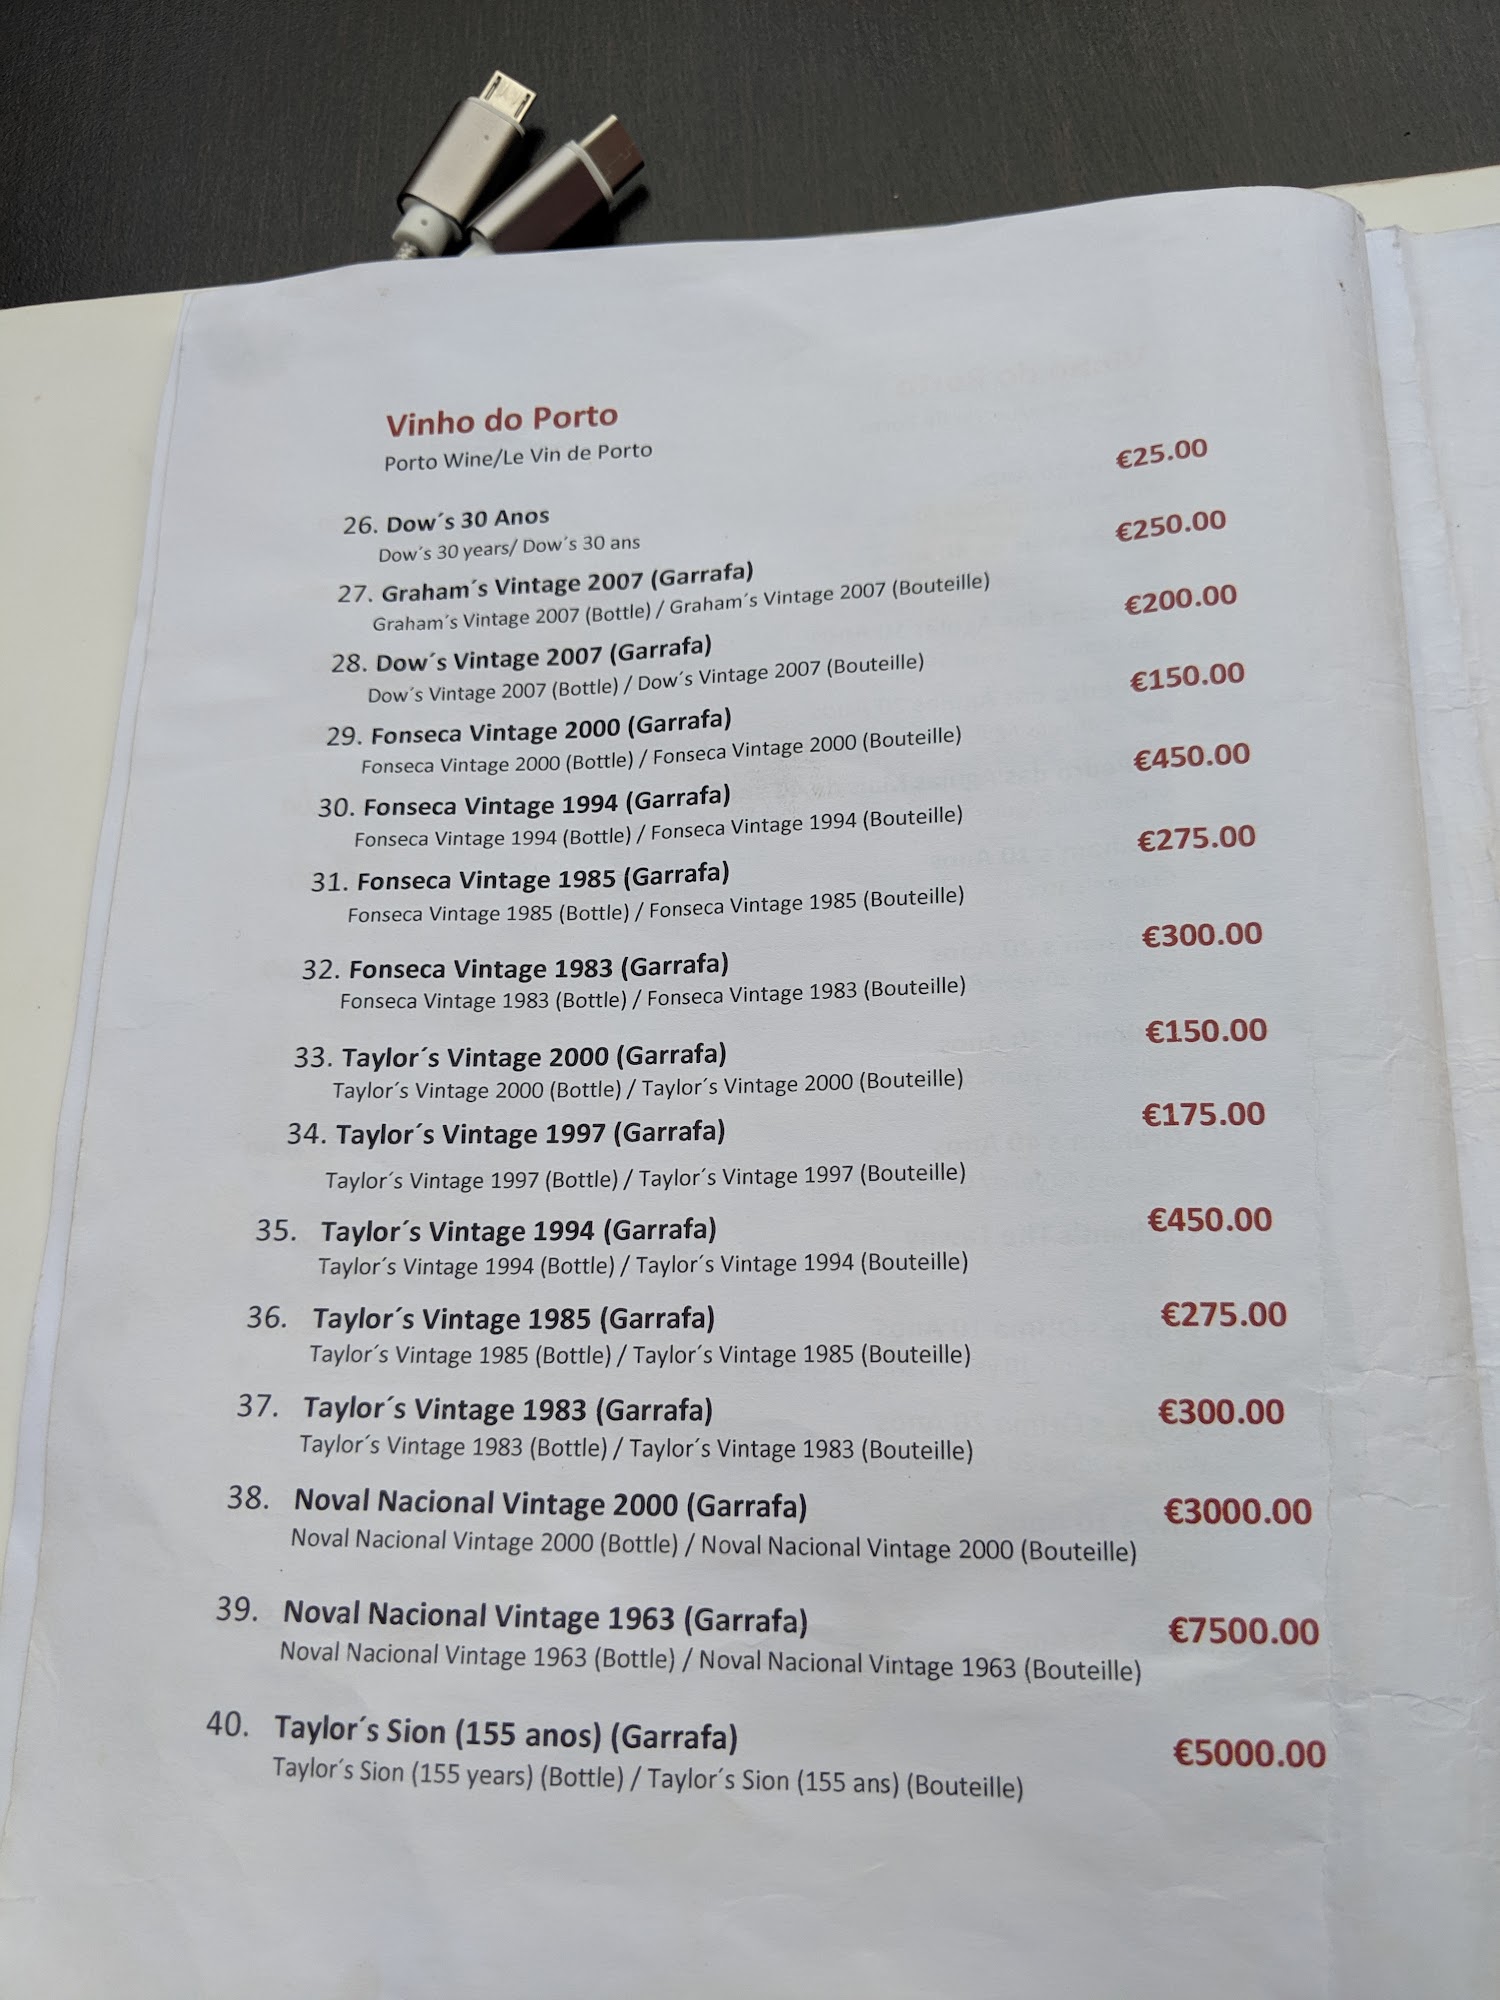 Vinho do Porto
Porto Wine/Le Vin de Porto
€25.00
26. Dow´s 30 Anos
Dow´s 30 years/ Dow´s 30 ans
€250.00
27. Graham´s Vintage 2007 (Garrafa)
Graham´s Vintage 2007 (Bottle) / Graham´s Vintage 2007 (Bouteille)
€200.00
28. Dow´s Vintage 2007 (Garrafa)
Dow´s Vintage 2007 (Bottle) / Dow´s Vintage 2007 (Bouteille)
€150.00
29. Fonseca Vintage 2000 (Garrafa)
Fonseca Vintage 2000 (Bottle) / Fonseca Vintage 2000 (Bouteille)
€450.00
30. Fonseca Vintage 1994 (Garrafa)
Fonseca Vintage 1994 (Bottle) / Fonseca Vintage 1994 (Bouteille)
€275.00
31. Fonseca Vintage 1985 (Garrafa)
Fonseca Vintage 1985 (Bottle) / Fonseca Vintage 1985 (Bouteille)
€300.00
32. Fonseca Vintage 1983 (Garrafa)
Fonseca Vintage 1983 (Bottle) / Fonseca Vintage 1983 (Bouteille)
€150.00
33. Taylor´s Vintage 2000 (Garrafa)
Taylor´s Vintage 2000 (Bottle) / Taylor´s Vintage 2000 (Bouteille)
€175.00
34. Taylor´s Vintage 1997 (Garrafa)
Taylor´s Vintage 1997 (Bottle) / Taylor´s Vintage 1997 (Bouteille)
35. Taylor´s Vintage 1994 (Garrafa) €450.00
Taylor´s Vintage 1994 (Bottle) / Taylor´s Vintage 1994 (Bouteille)
36. Taylor´s Vintage 1985 (Garrafa) €275.00
Taylor´s Vintage 1985 (Bottle) / Taylor´s Vintage 1985 (Bouteille)
37. Taylor´s Vintage 1983 (Garrafa) €300.00
Taylor´s Vintage 1983 (Bottle) / Taylor´s Vintage 1983 (Bouteille)
38. Noval Nacional Vintage 2000 (Garrafa) €3000.00
Noval Nacional Vintage 2000 (Bottle) / Noval Nacional Vintage 2000 (Bouteille)
39. Noval Nacional Vintage 1963 (Garrafa) €7500.00
Noval Nacional Vintage 1963 (Bottle) / Noval Nacional Vintage 1963 (Bouteille)
40. Taylor´s Sion (155 anos) (Garrafa) €5000.00
Taylor´s Sion (155 years) (Bottle) / Taylor´s Sion (155 ans) (Bouteille)